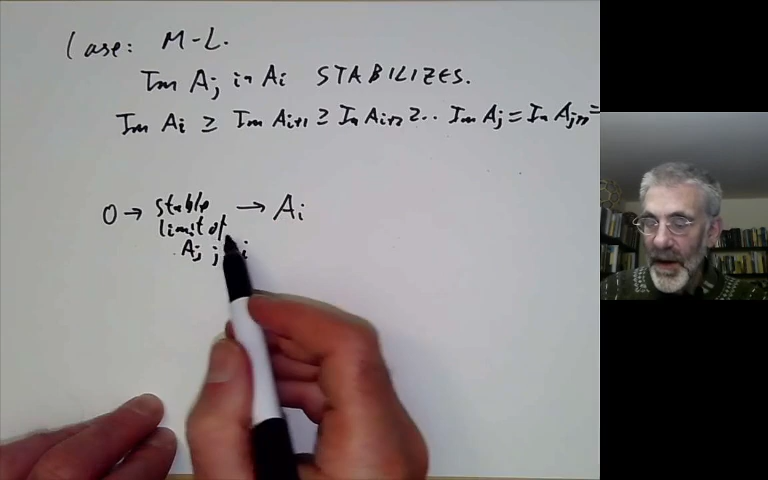 Case: M-L.
Im Aj in Ai STABILIZES.
Im Ai ≥ Im Ai+1 ≥ Im Ai+2 ≥.. Im Aj = Im Aj+1 =
0 → stable → Ai
limit of
Aj j i